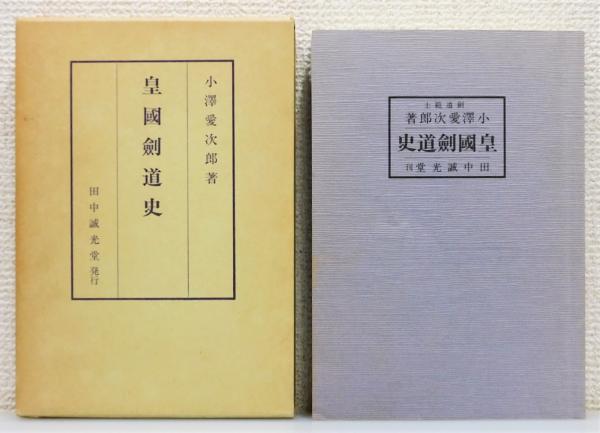 小澤愛次郎著
皇國劍道史
田中誠光堂発行
士範道劍
著郎次愛澤小
史道劍國皇
刊堂光誠中田